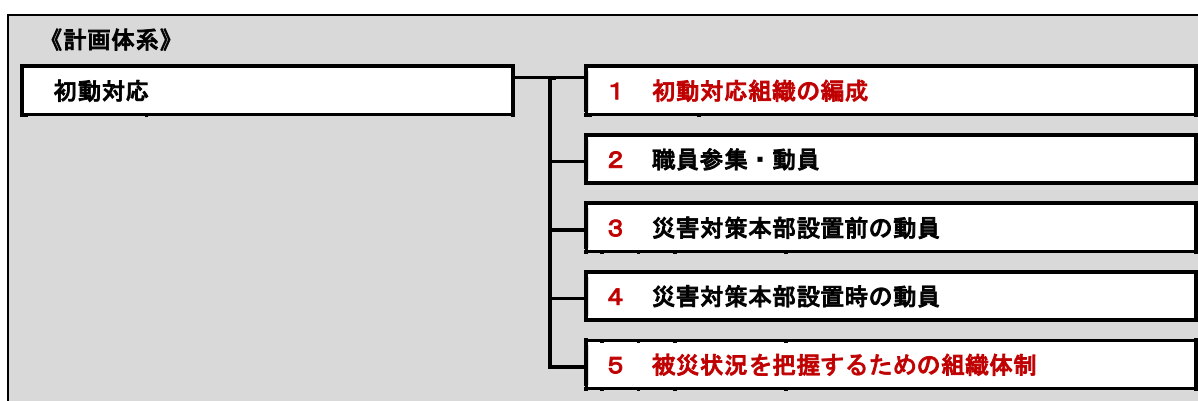 《計画体系》
初動対応
１ 初動対応組織の編成
２ 職員参集・動員
３ 災害対策本部設置前の動員
４ 災害対策本部設置時の動員
５ 被災状況を把握するための組織体制